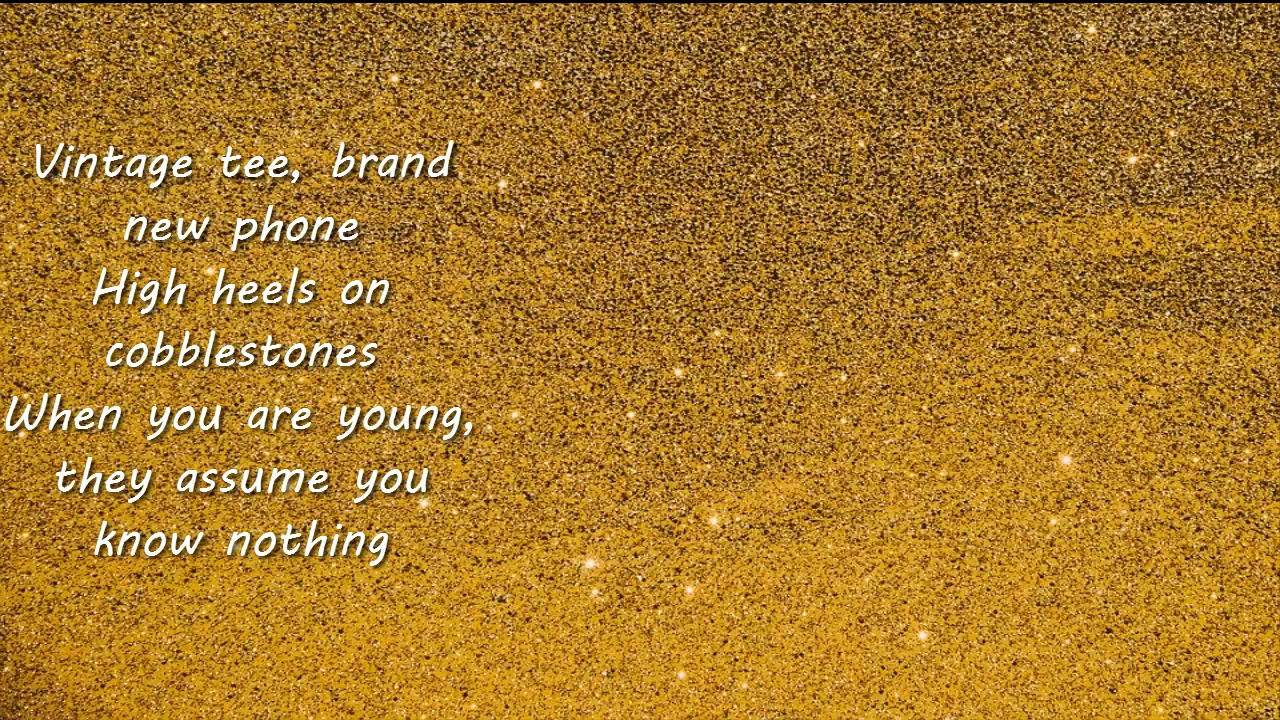 Vintage tee, brand
new phone
High heels on
cobblestones
When you are young,
they assume you
know nothing